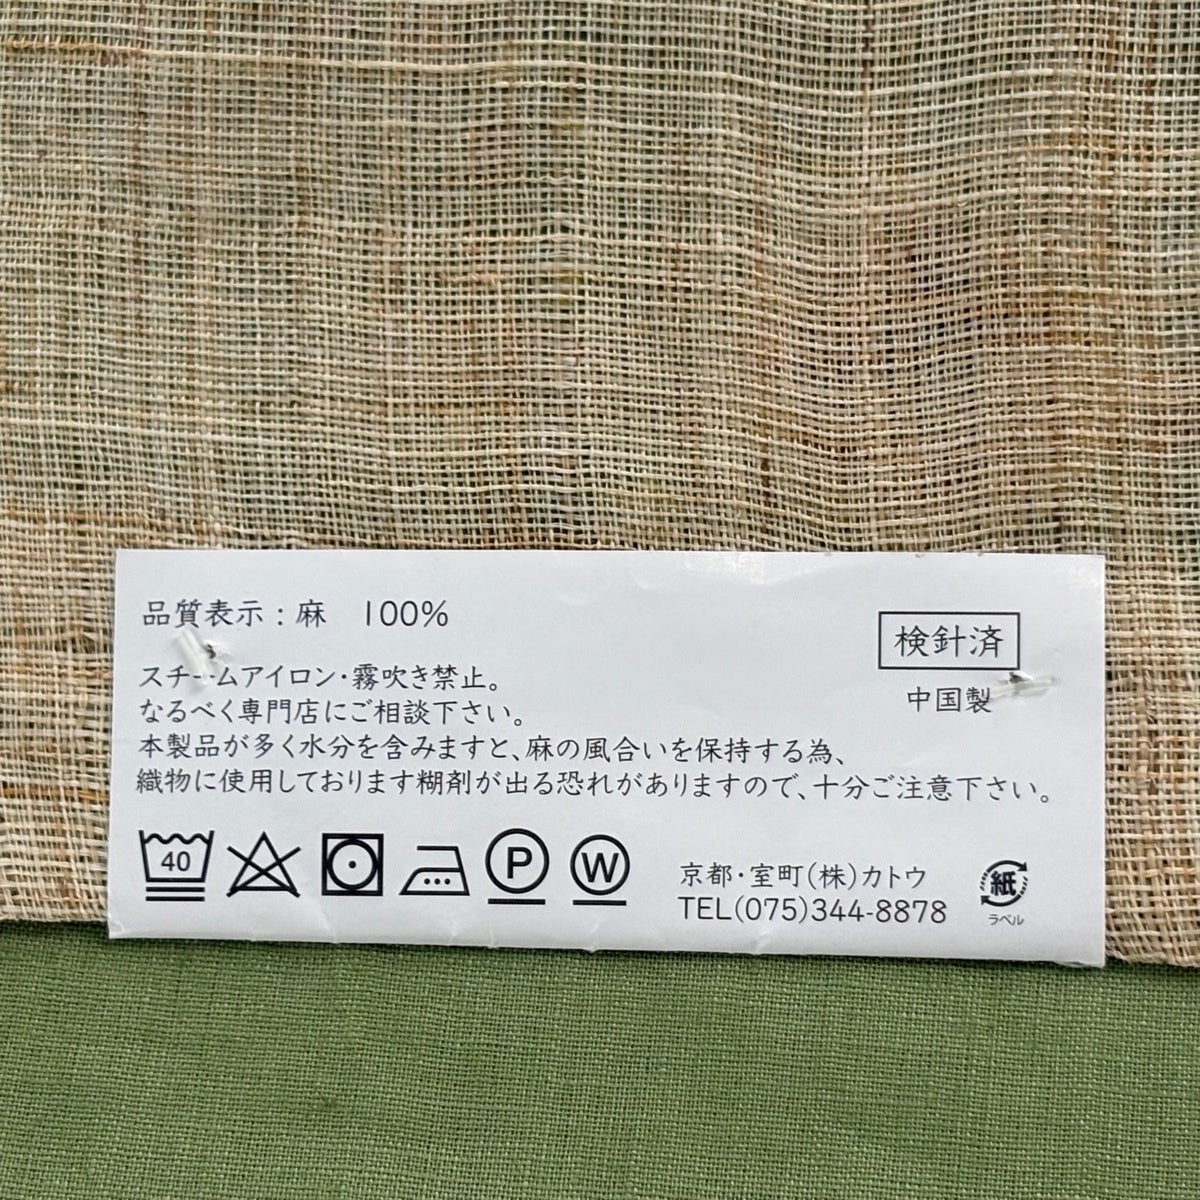 品質表示：麻　100%
検針済
スチームアイロン・霧吹き禁止。
中国製
なるべく専門店にご相談下さい。
本製品が多く水分を含みますと、麻の風合いを保持する為、
織物に使用しております糊剤が出る恐れがありますので、十分ご注意下さい。
40
P
W
京都・室町(株)カトウ
TEL(075)344-8878
紙
ラベル